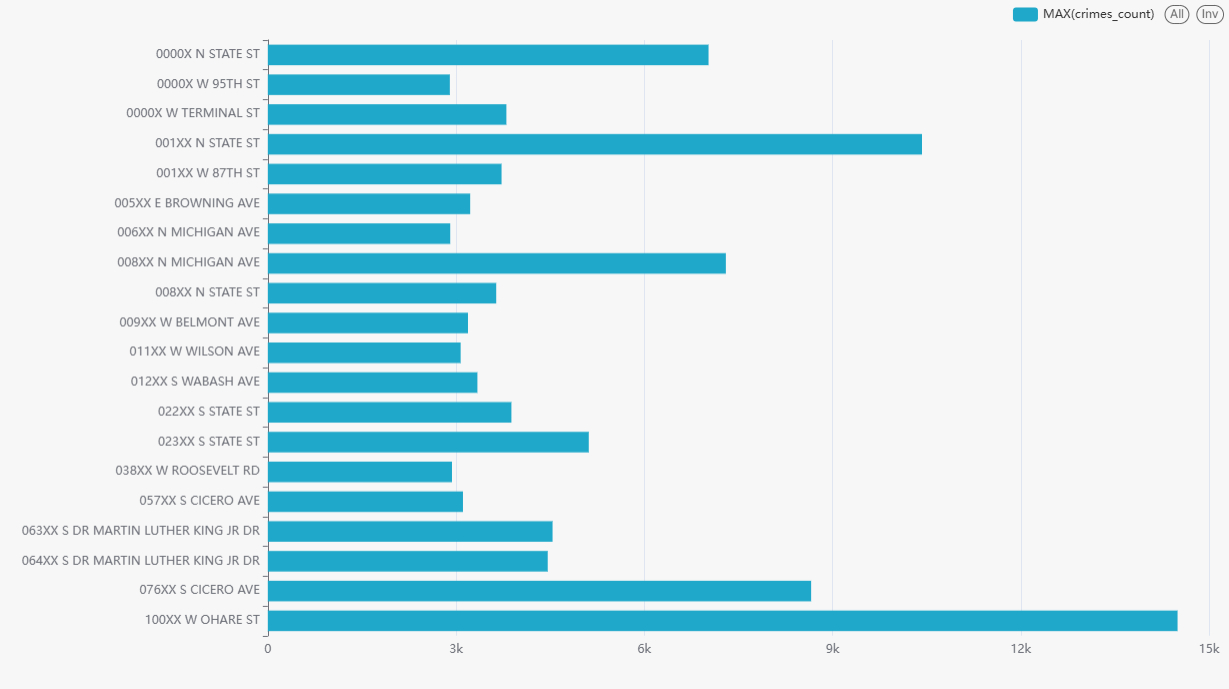 MAX(crimes_count) All Inv
0000X N STATE ST
0000X W 95TH ST
0000X W TERMINAL ST
001XX N STATE ST
001XX W 87TH ST
005XX E BROWNING AVE
006XX N MICHIGAN AVE
008XX N MICHIGAN AVE
008XX N STATE ST
009XX W BELMONT AVE
011XX W WILSON AVE
012XX S WABASH AVE
022XX S STATE ST
023XX S STATE ST
038XX W ROOSEVELT RD
057XX S CICERO AVE
063XX S DR MARTIN LUTHER KING JR DR
064XX S DR MARTIN LUTHER KING JR DR
076XX S CICERO AVE
100XX W OHARE ST
0 3k 6k 9k 12k 15k